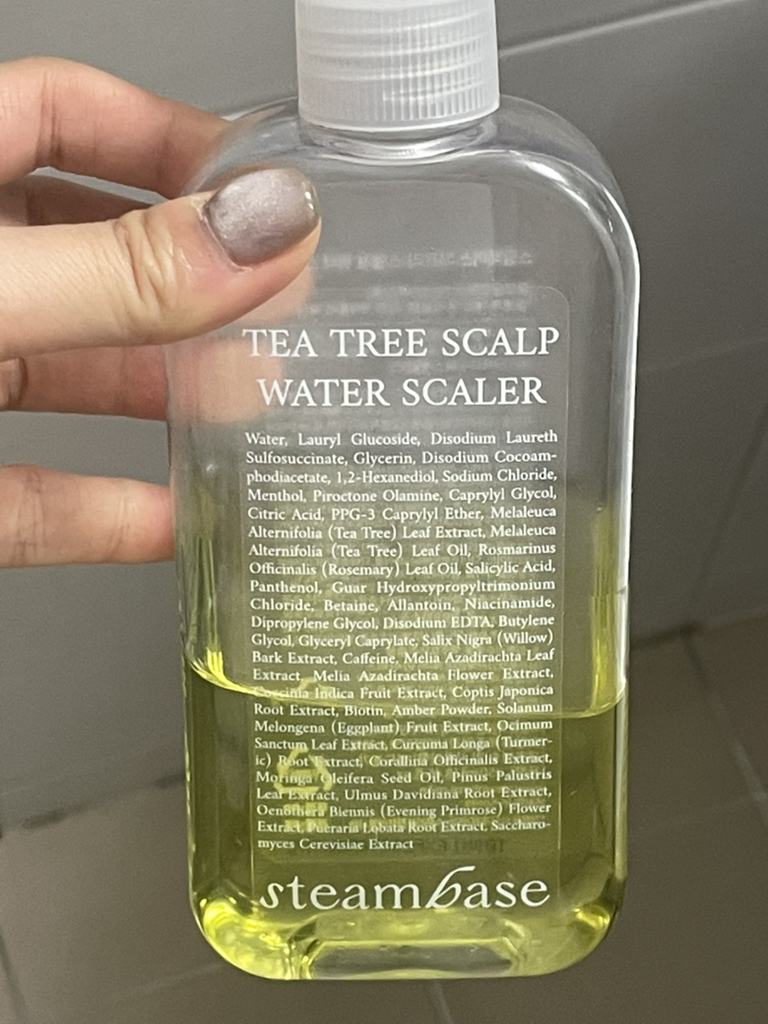 TEA TREE SCALP
WATER SCALER
Water, Lauryl Glucoside, Disodium Laureth
Sulfosuccinate, Glycerin, Disodium Cocoam-
phodiacetate, 1,2-Hexanediol, Sodium Chloride,
Menthol, Piroctone Olamine, Caprylyl Glycol,
Citric Acid, PPG-3 Caprylyl Ether, Melaleuca
Alternifolia (Tea Tree) Leaf Extract, Melaleuca
Alternifolia (Tea Tree) Leaf Oil, Rosmarinus
Officinalis (Rosemary) Leaf Oil, Salicylic Acid,
Panthenol, Guar Hydroxypropyltrimonium
Chloride, Betaine, Allantoin, Niacinamide,
Dipropylene Glycol, Disodium EDTA, Butylene
Glycol, Glyceryl Caprylate, Salix Nigra (Willow)
Bark Extract, Caffeine, Melia Azadirachta Leaf
Extract, Melia Azadirachta Flower Extract,
Coccinia Indica Fruit Extract, Coptis Japonica
Root Extract, Biotin, Amber Powder, Solanum
Melongena (Eggplant) Fruit Extract, Ocimum
Sanctum Leaf Extract, Curcuma Longa (Turmer-
ic) Root Extract, Corallina Officinalis Extract,
Moringa Oleifera Seed Oil, Pinus Palustris
Leaf Extract, Ulmus Davidiana Root Extract,
Oenothera Biennis (Evening Primrose) Flower
Extract, Pueraria Lobata Root Extract, Saccharo-
myces Cerevisiae Extract
steambase